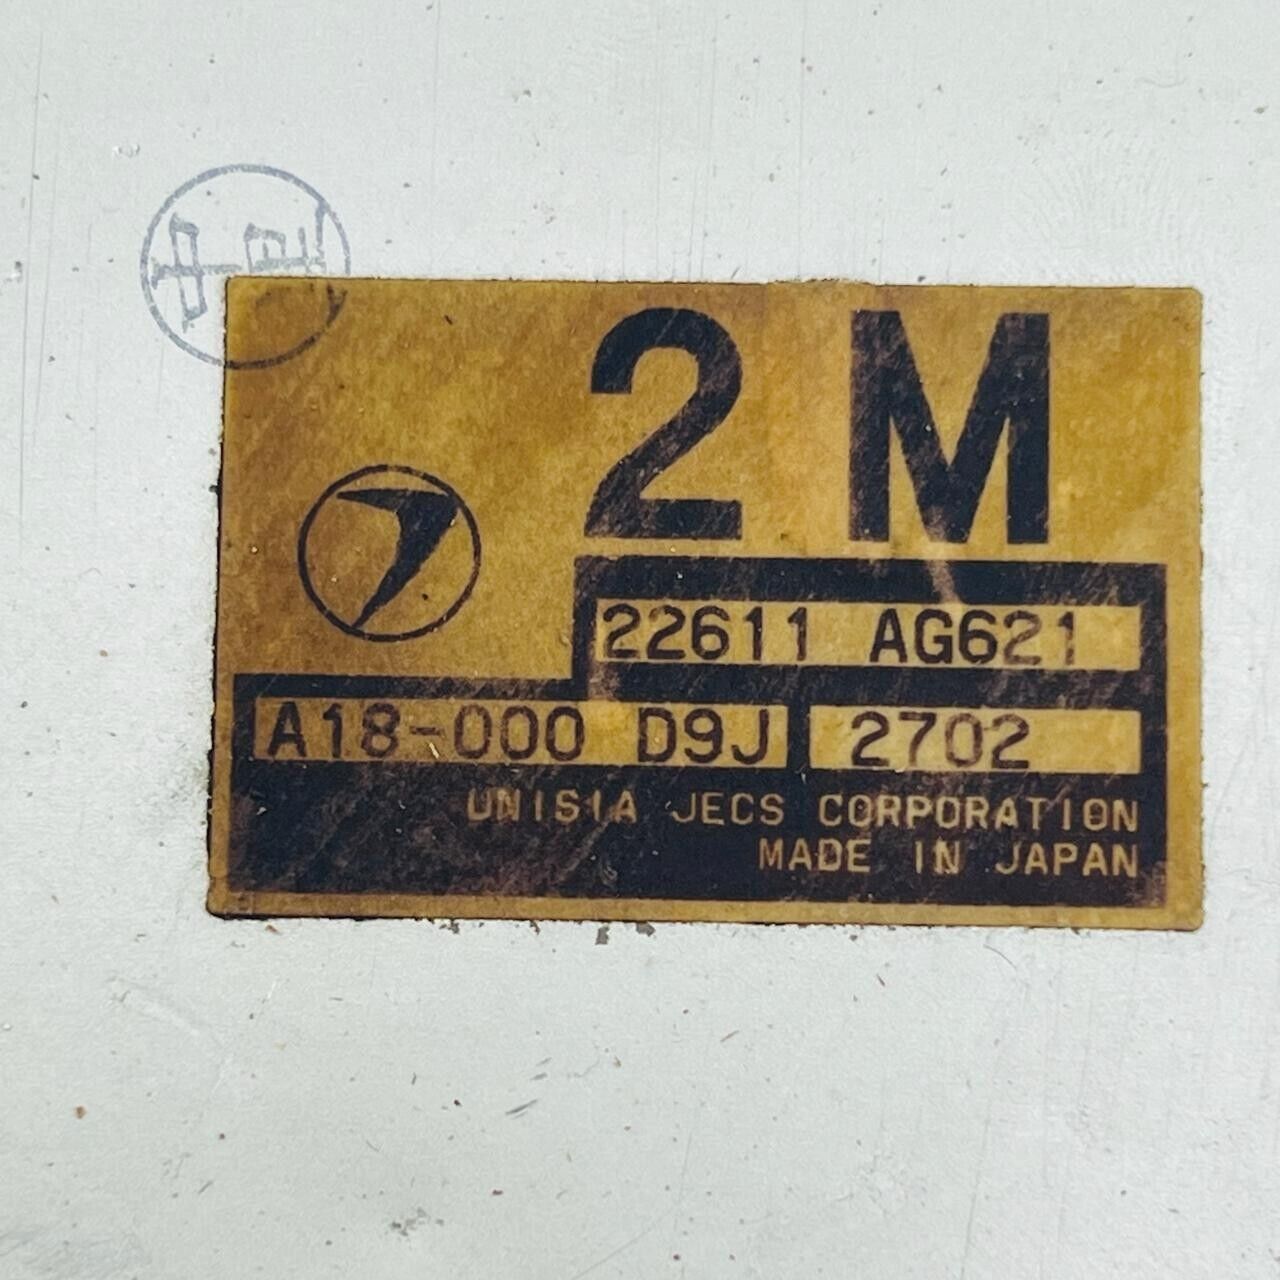 2M
22611 AG621
A18-000 D9J 2702
UNISIA JECS CORPORATION
MADE IN JAPAN